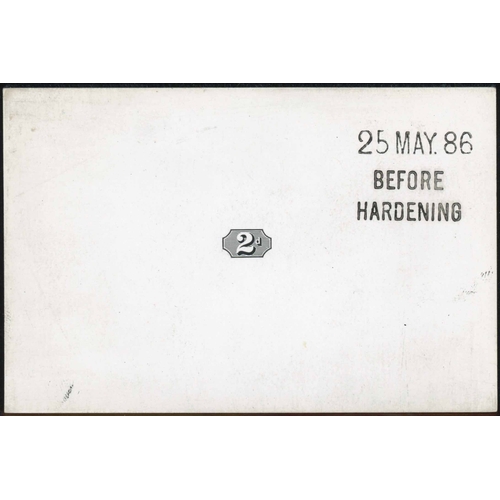 25 MAY. 86
BEFORE
HARDENING
2d